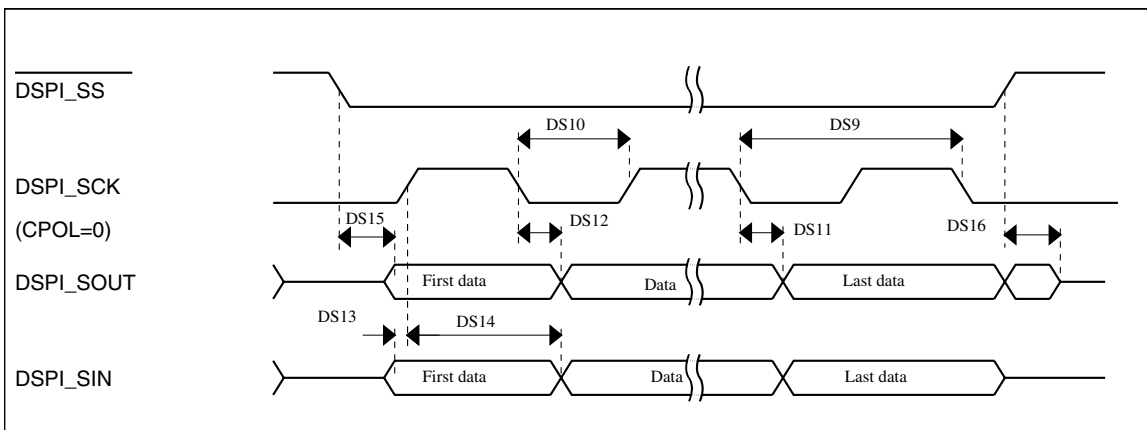 DSPI_SS
DS10
DS9
DSPI_SCK
(CPOL=0)
DS15
DS12
DS11
DS16
DSPI_SOUT
First data
Data
Last data
DS13
DS14
DSPI_SIN
First data
Data
Last data